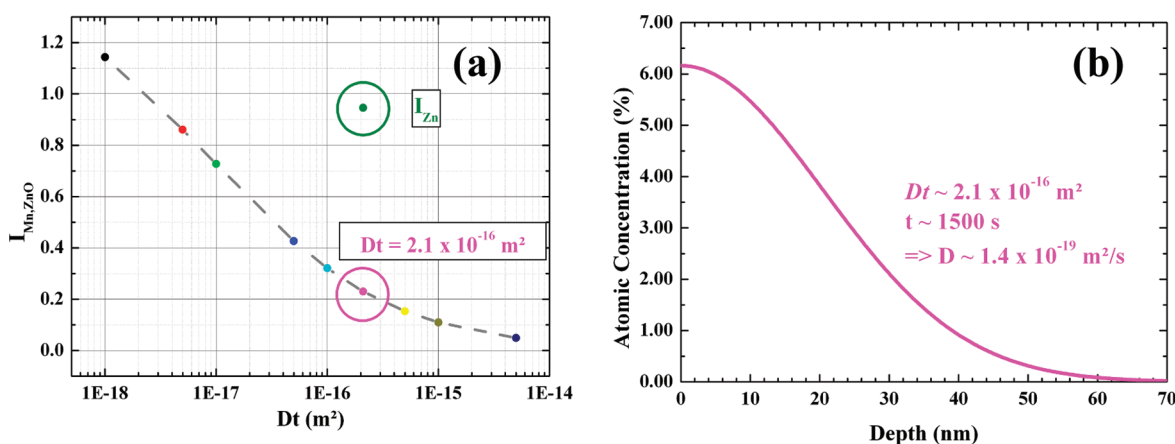 (a)
I_Zn
Dt = 2.1 x 10⁻¹⁶ m²
I_Mn,ZnO
1.2
1.0
0.8
0.6
0.4
0.2
0.0
1E-18 1E-17 1E-16 1E-15 1E-14
Dt (m²)
(b)
Dt ~ 2.1 x 10⁻¹⁶ m²
t ~ 1500 s
=> D ~ 1.4 x 10⁻¹⁹ m²/s
Atomic Concentration (%)
7.00
6.00
5.00
4.00
3.00
2.00
1.00
0.00
0 10 20 30 40 50 60 70
Depth (nm)